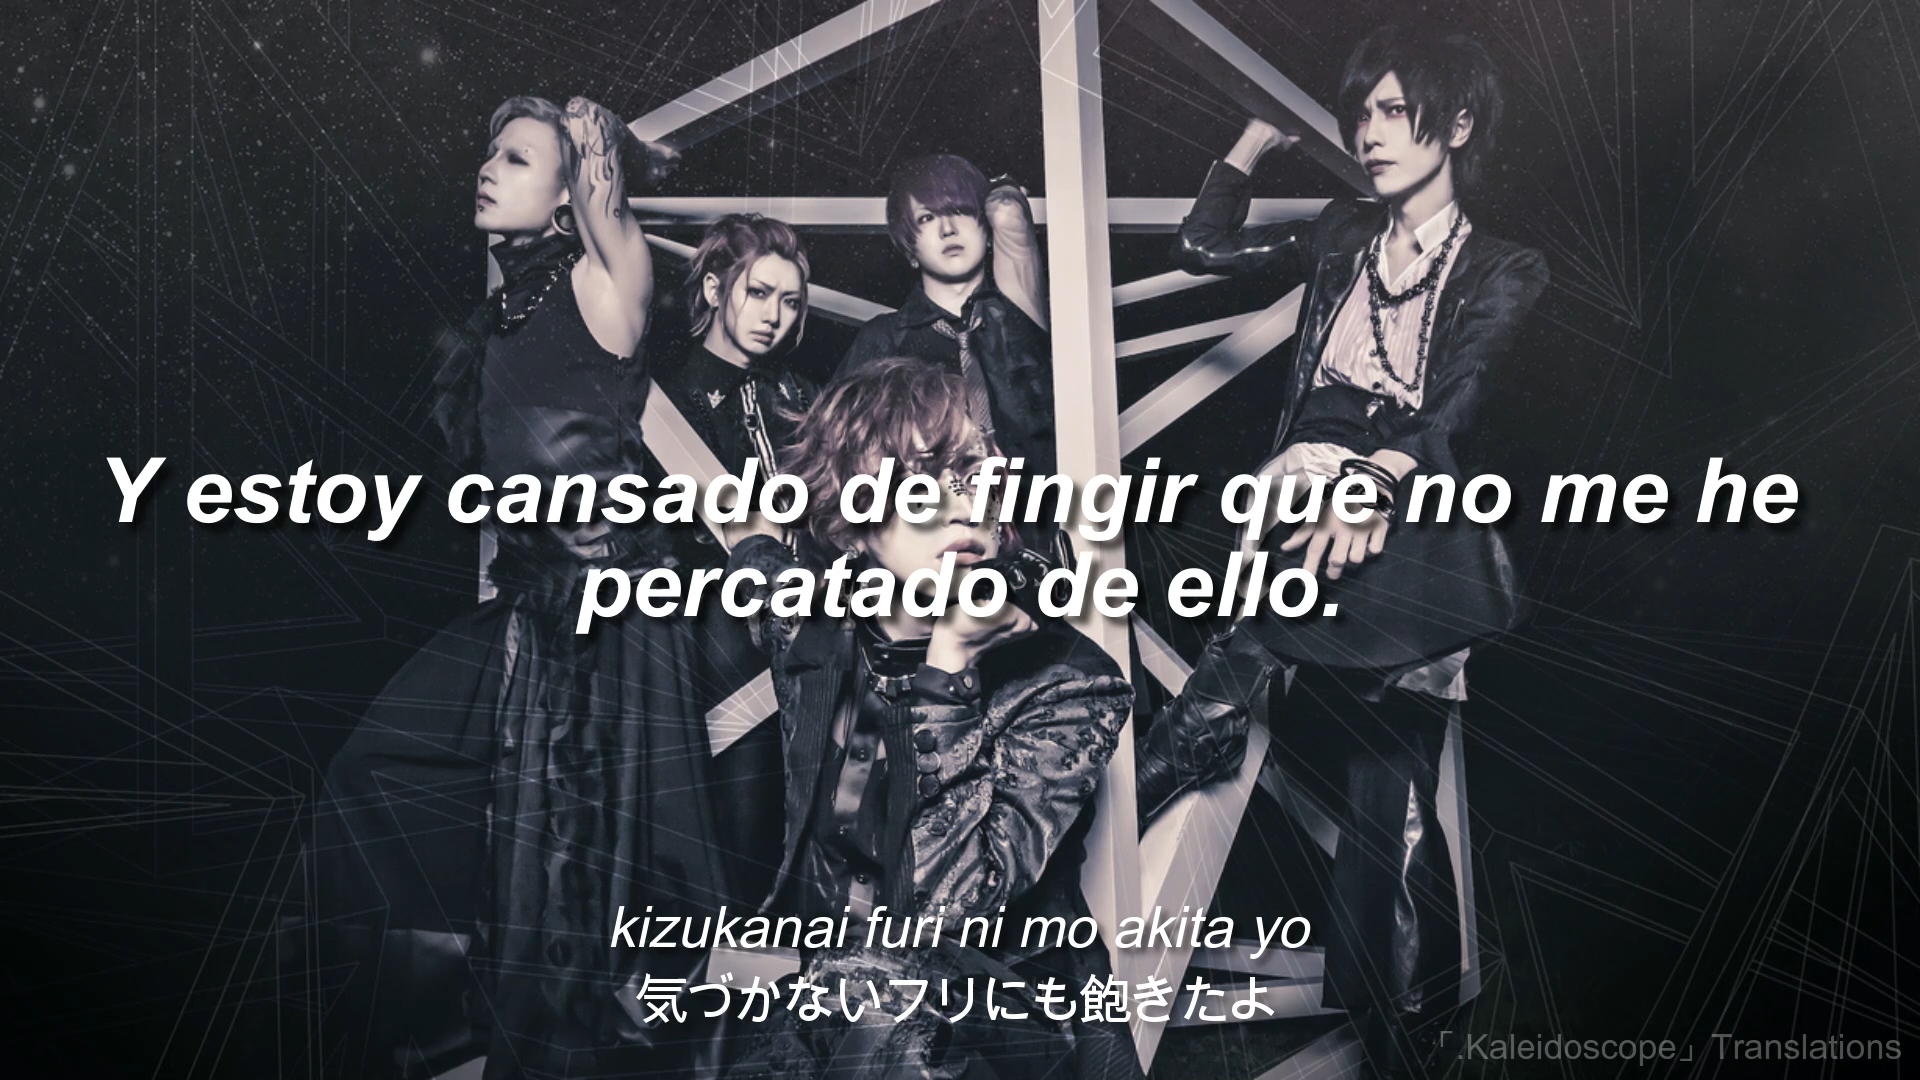 Y estoy cansado de fingir que no me he
percatado de ello.
kizukanai furi ni mo akita yo
気づかないフリにも飽きたよ
「.Kaleidoscope」Translations